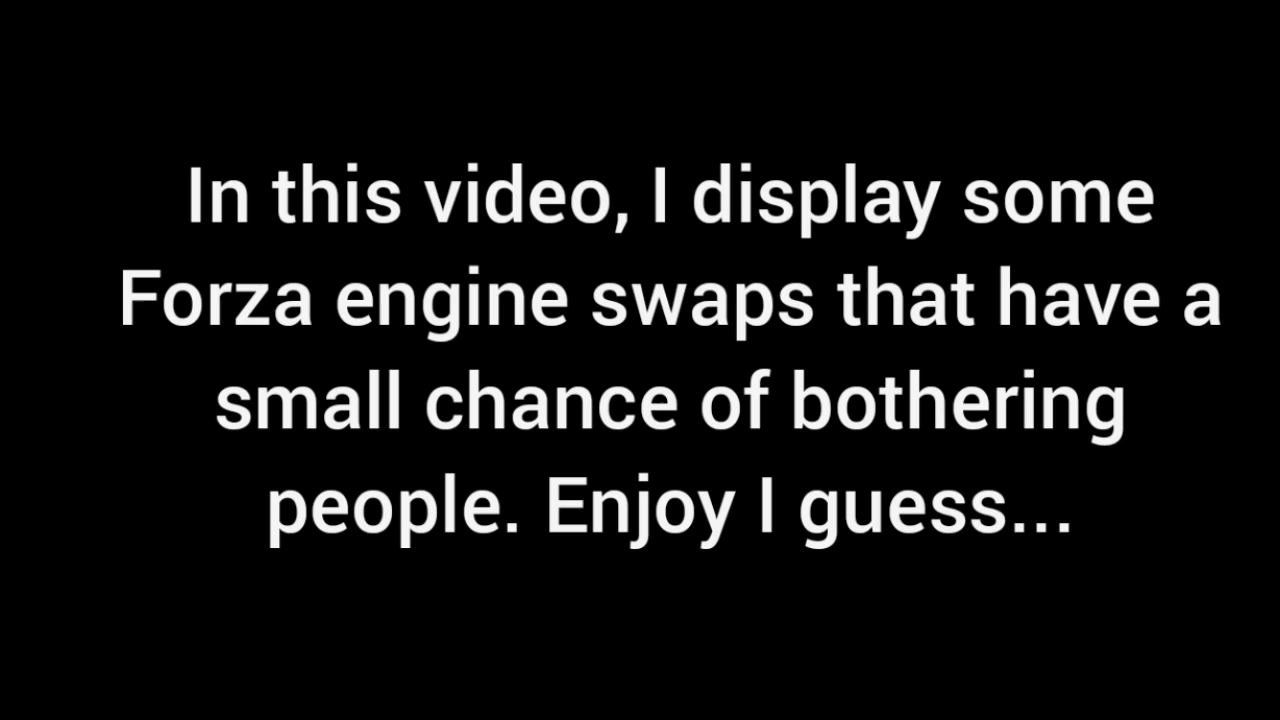 In this video, I display some
Forza engine swaps that have a
small chance of bothering
people. Enjoy I guess...